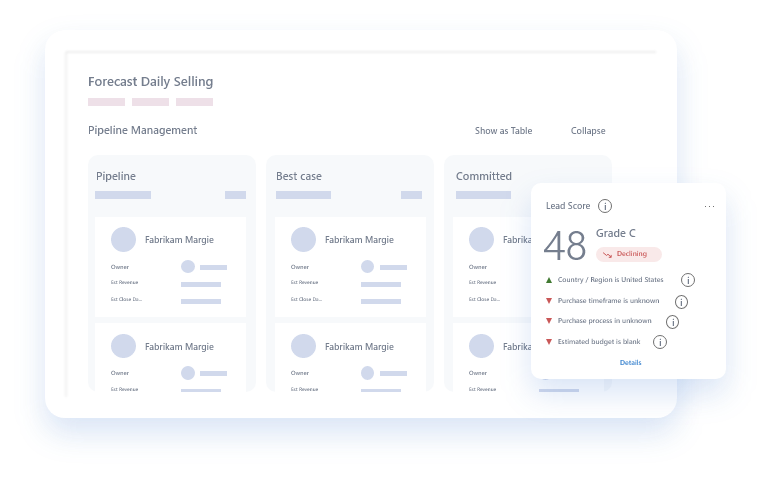 Forecast Daily Selling
Pipeline Management
Show as Table
Collapse
Pipeline
Best case
Committed
Fabrikam Margie
Owner
Est Revenue
Est Close Da...
Fabrikam Margie
Owner
Est Revenue
Fabrikam Margie
Owner
Est Revenue
Est Close Da...
Fabrikam Margie
Owner
Est Revenue
Fabrika
Owner
Est Revenue
Est Close Da...
Fabrika
Owner
Est Revenue
Lead Score
48
Grade C
Declining
Country / Region is United States
Purchase timeframe is unknown
Purchase process in unknown
Estimated budget is blank
Details